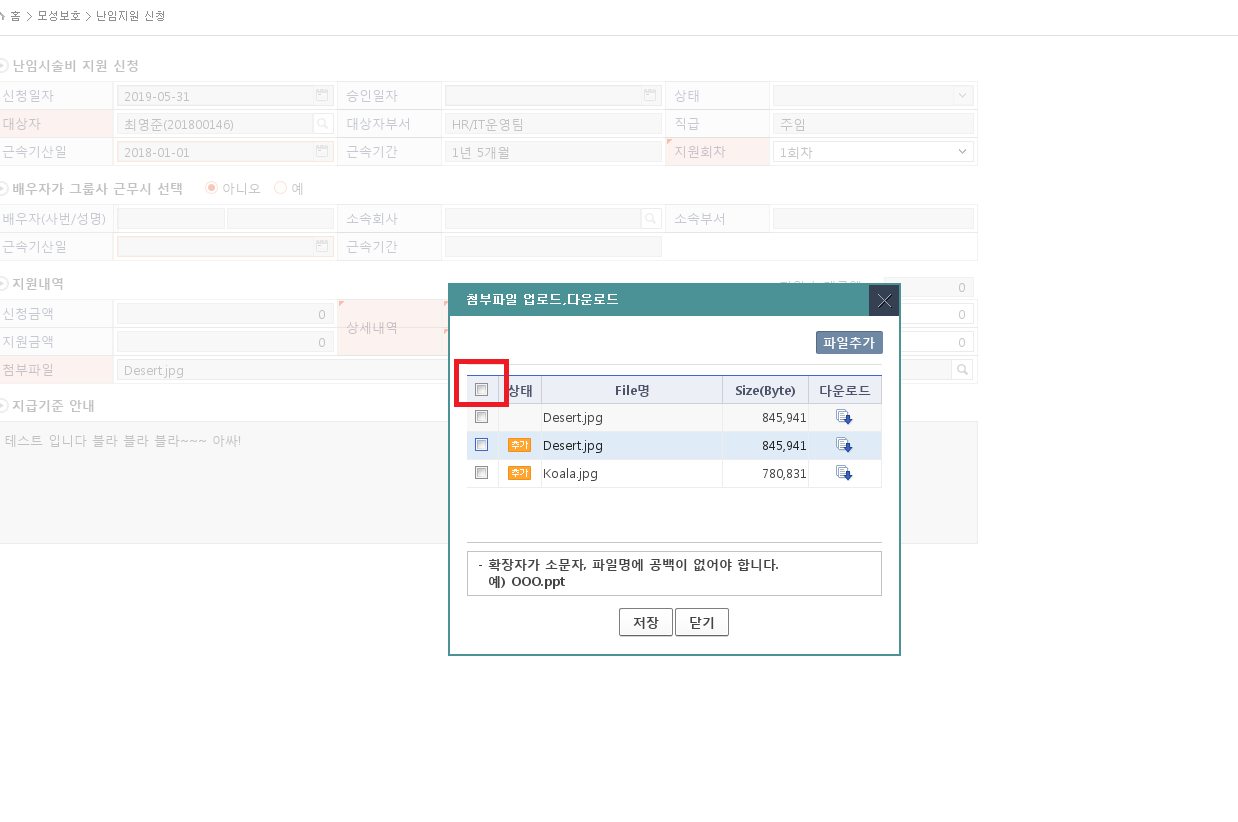 홈 > 모성보호 > 난임지원 신청
난임시술비 지원 신청
신청일자 2019-05-31 승인일자 상태
대상자 최영준(201800146) 대상자부서 HR/IT운영팀 직급 주임
근속기산일 2018-01-01 근속기간 1년 5개월 지원회차 1회차
배우자가 그룹사 근무시 선택 아니오 예
배우자(사번/성명) 소속회사 소속부서
근속기산일 근속기간
지원내역 0
신청금액 0 상세내역 0
지원금액 0 0
첨부파일 Desert.jpg
지급기준 안내
테스트 입니다 블라 블라 블라~~~ 아싸!
첨부파일 업로드,다운로드
파일추가
상태 File명 Size(Byte) 다운로드
Desert.jpg 845,941
추가 Desert.jpg 845,941
추가 Koala.jpg 780,831
- 확장자가 소문자, 파일명에 공백이 없어야 합니다.
예) OOO.ppt
저장 닫기